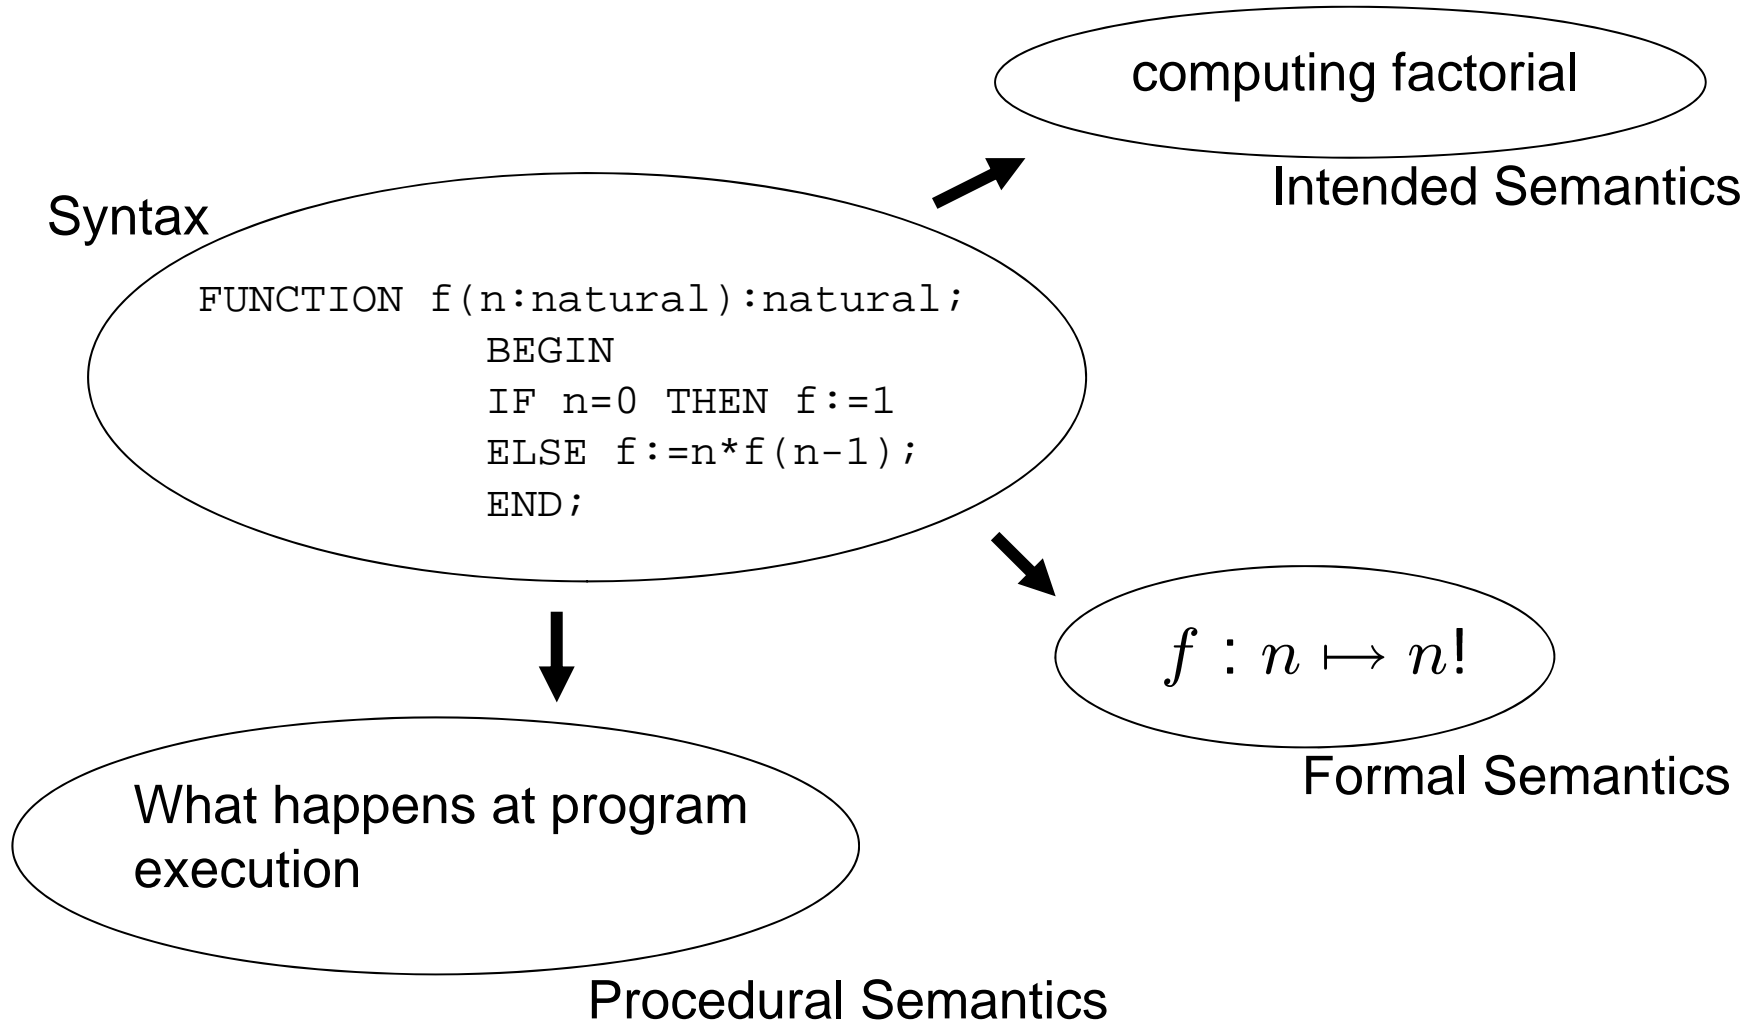 computing factorial
Intended Semantics
Syntax
FUNCTION f(n:natural):natural;
BEGIN
IF n=0 THEN f:=1
ELSE f:=n*f(n-1);
END;
f : n ↦ n!
Formal Semantics
What happens at program
execution
Procedural Semantics